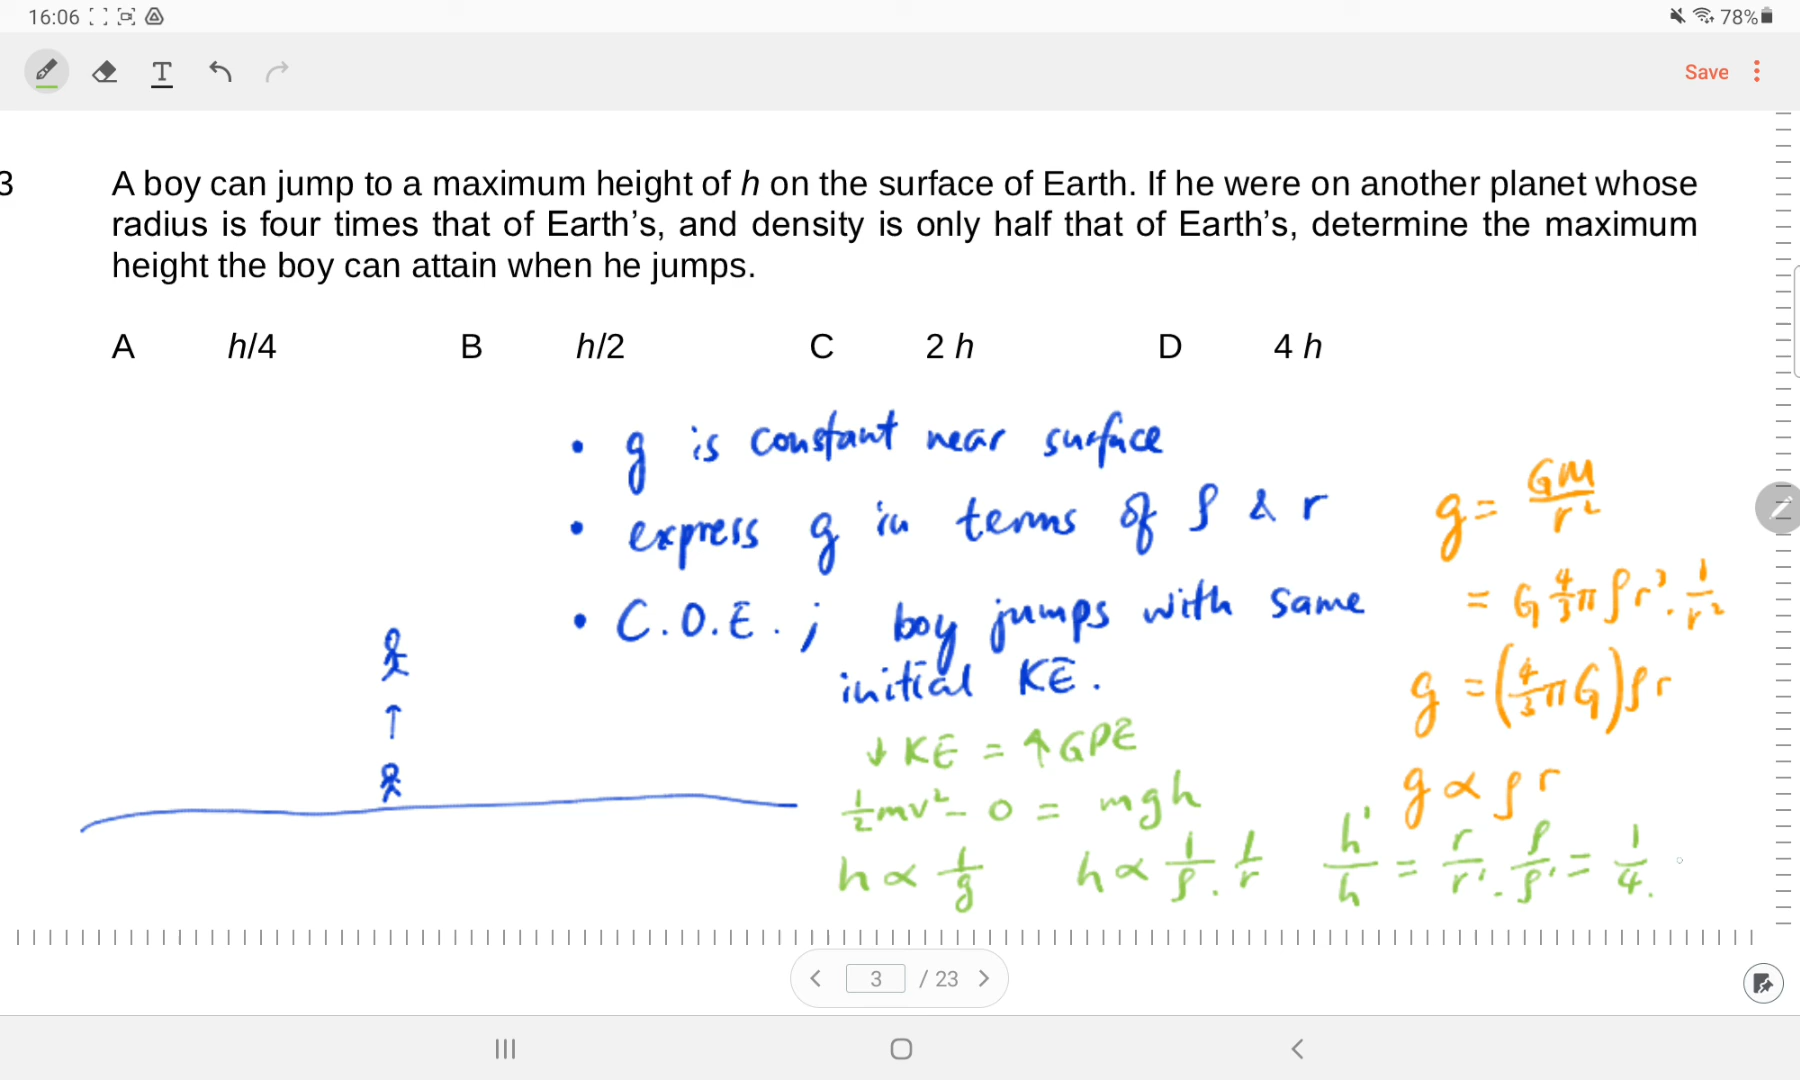 16:06 78%
Save
3 A boy can jump to a maximum height of h on the surface of Earth. If he were on another planet whose
radius is four times that of Earth's, and density is only half that of Earth's, determine the maximum
height the boy can attain when he jumps.
A h/4 B h/2 C 2 h D 4 h
• g is constant near surface
• express g in terms of ρ & r
• C.O.E. ; boy jumps with same
initial KE.
↓ KE = ↑ GPE
½mv² – 0 = mgh
h ∝ 1/g h ∝ 1/ρ . 1/r h'/h = r/r' . ρ/ρ' = 1/4 .
g = GM/r²
= G 4/3 π ρ r³ . 1/r²
g = (4/3 π G) ρ r
g ∝ ρ r
3 / 23